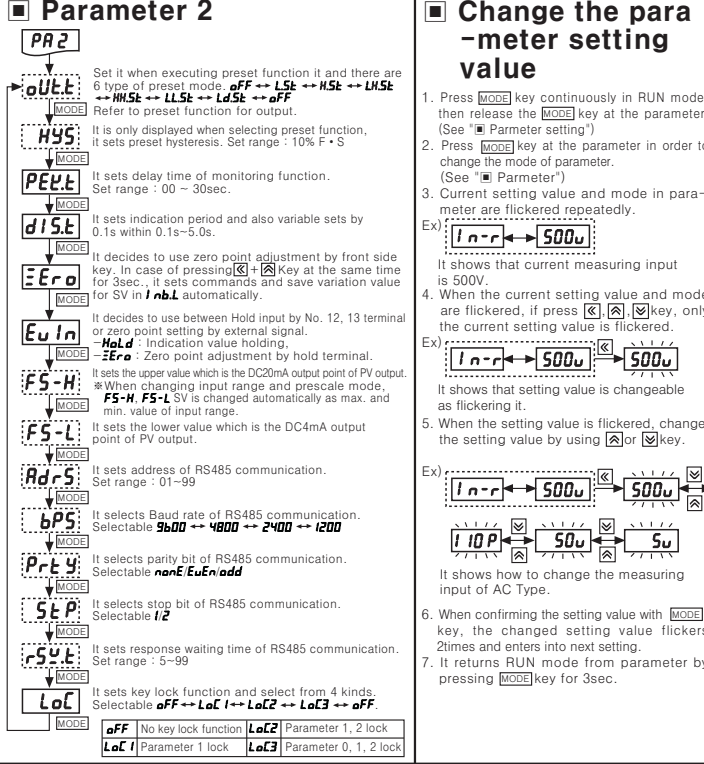 ▣ Parameter 2
PA 2
oUt.t
Set it when executing preset function it and there are
6 type of preset mode. oFF ↔ L.St ↔ H.St ↔ LH.St
↔ HH.St ↔ LL.St ↔ Ld.St ↔ oFF
MODE Refer to preset function for output.
HYS
It is only displayed when selecting preset function,
it sets preset hysteresis. Set range : 10% F • S
MODE
PEK.t
It sets delay time of monitoring function.
Set range : 00 ~ 30sec.
MODE
dIS.t
It sets indication period and also variable sets by
0.1s within 0.1s~5.0s.
MODE
ZEro
It decides to use zero point adjustment by front side
key. In case of pressing « + ︽ Key at the same time
for 3sec., it sets commands and save variation value
for SV in Inb.L automatically.
MODE
EvIn
It decides to use between Hold input by No. 12, 13 terminal
or zero point setting by external signal.
-HoLd : Indication value holding,
-ZEro : Zero point adjustment by hold terminal.
MODE
FS-H
It sets the upper value which is the DC20mA output point of PV output.
※When changing input range and prescale mode,
FS-H, FS-L SV is changed automatically as max. and
min. value of input range.
MODE
FS-L
It sets the lower value which is the DC4mA output
point of PV output.
MODE
AdrS
It sets address of RS485 communication.
Set range : 01~99
MODE
bPS
It selects Baud rate of RS485 communication.
Selectable 9600 ↔ 4800 ↔ 2400 ↔ 1200
MODE
Prty
It selects parity bit of RS485 communication.
Selectable nonE/EvEn/odd
MODE
StP
It selects stop bit of RS485 communication.
Selectable 1/2
MODE
rSW.t
It sets response waiting time of RS485 communication.
Set range : 5~99
MODE
LoC
It sets key lock function and select from 4 kinds.
Selectable oFF ↔ LoC1 ↔ LoC2 ↔ LoC3 ↔ oFF.
MODE
oFF No key lock function LoC2 Parameter 1, 2 lock
LoC1 Parameter 1 lock LoC3 Parameter 0, 1, 2 lock
▣ Change the para
-meter setting
value
1. Press MODE key continuously in RUN mode
then release the MODE key at the parameter
(See "▣ Parmeter setting")
2. Press MODE key at the parameter in order to
change the mode of parameter.
(See "▣ Parmeter")
3. Current setting value and mode in para-
meter are flickered repeatedly.
Ex) In-r ↔ 500v
It shows that current measuring input
is 500V.
4. When the current setting value and mode
are flickered, if press «, ︽, ︾ key, only
the current setting value is flickered.
Ex) In-r ↔ 500v « 500v
It shows that setting value is changeable
as flickering it.
5. When the setting value is flickered, change
the setting value by using ︽ or ︾ key.
Ex) In-r ↔ 500v « 500v ︾ ︽
110P ︾ ︽ 50v ︾ ︽ 5v
It shows how to change the measuring
input of AC Type.
6. When confirming the setting value with MODE
key, the changed setting value flickers
2times and enters into next setting.
7. It returns RUN mode from parameter by
pressing MODE key for 3sec.